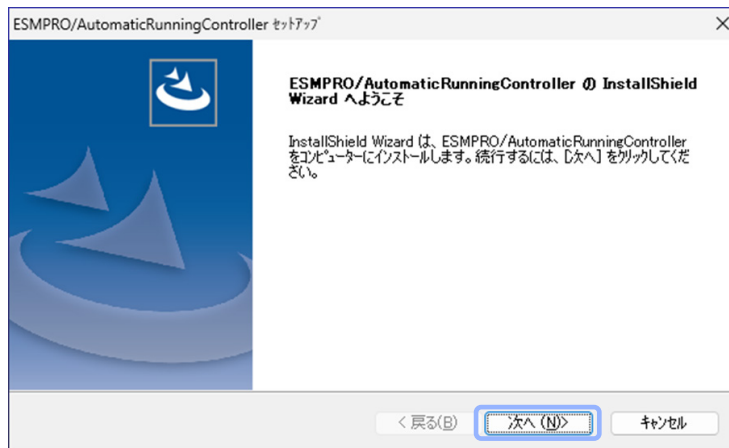 ESMPRO/AutomaticRunningController ｾｯﾄｱｯﾌﾟ
ESMPRO/AutomaticRunningController の InstallShield
Wizard へようこそ
InstallShield Wizard は、ESMPRO/AutomaticRunningController
をコンピューターにインストールします。続行するには、[次へ] をクリックしてくだ
さい。
< 戻る(B)
次へ (N)>
キャンセル